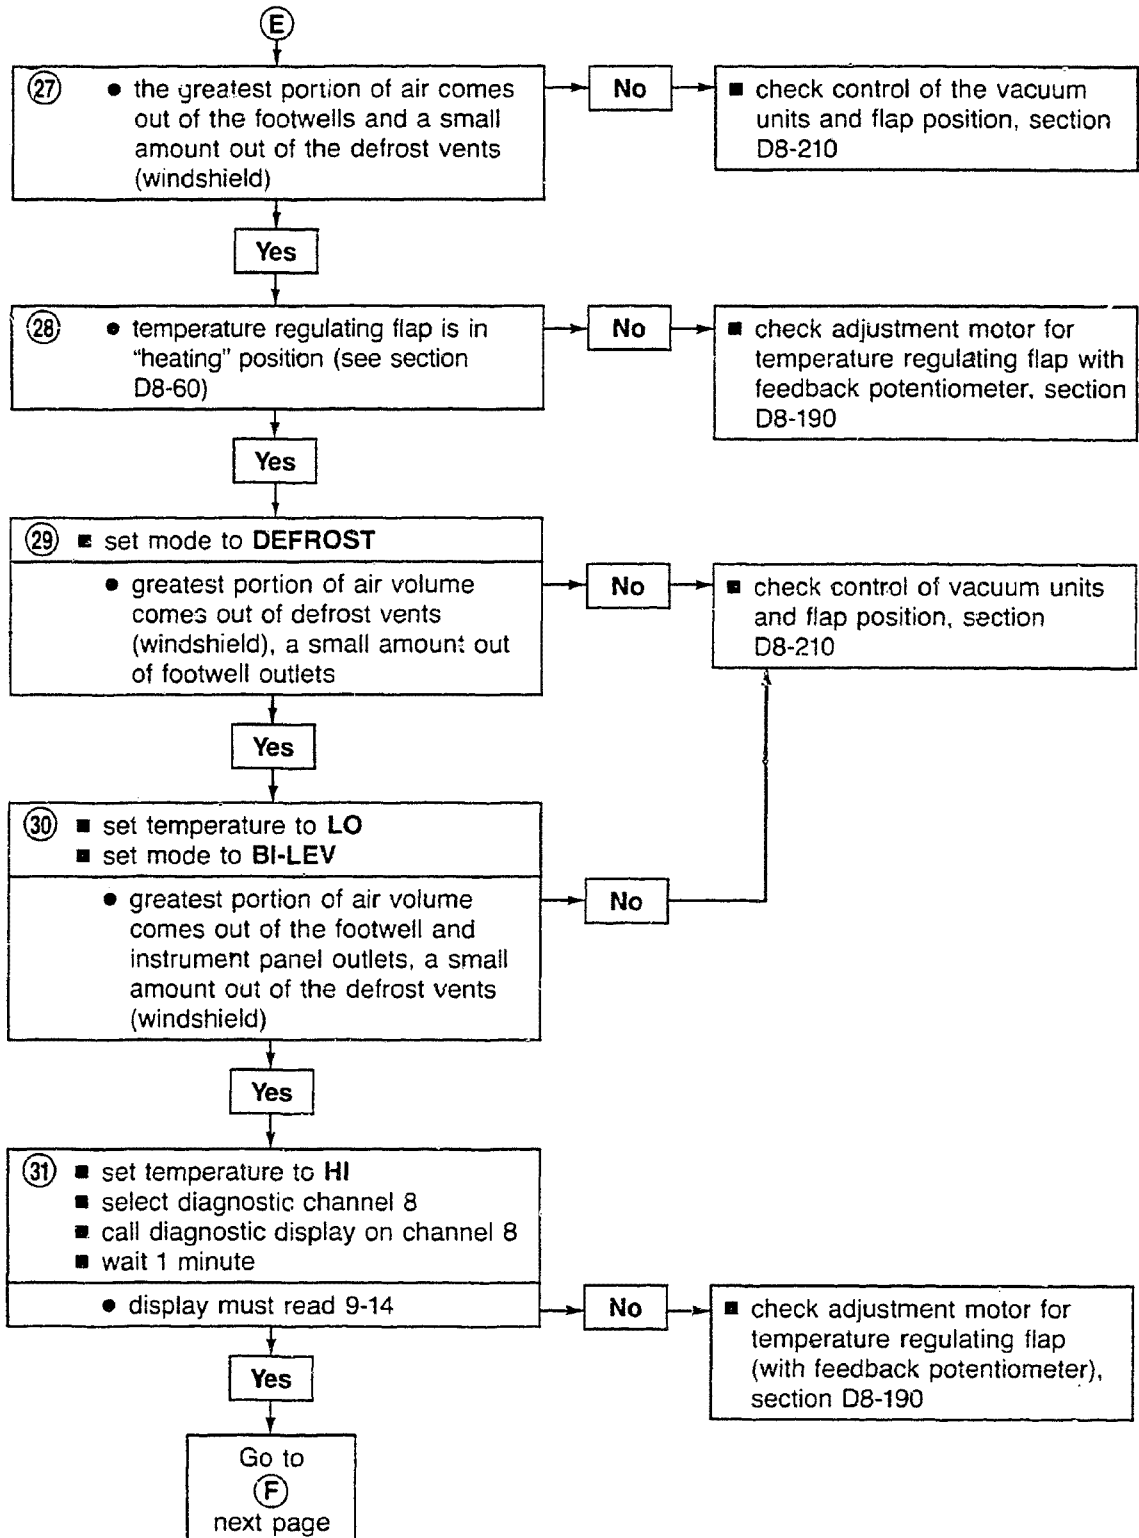 E
27 • the greatest portion of air comes
out of the footwells and a small
amount out of the defrost vents
(windshield)
No
■ check control of the vacuum
units and flap position, section
D8-210
Yes
28 • temperature regulating flap is in
"heating" position (see section
D8-60)
No
■ check adjustment motor for
temperature regulating flap with
feedback potentiometer, section
D8-190
Yes
29 ■ set mode to DEFROST
• greatest portion of air volume
comes out of defrost vents
(windshield), a small amount out
of footwell outlets
No
■ check control of vacuum units
and flap position, section
D8-210
Yes
30 ■ set temperature to LO
■ set mode to BI-LEV
• greatest portion of air volume
comes out of the footwell and
instrument panel outlets, a small
amount out of the defrost vents
(windshield)
No
Yes
31 ■ set temperature to HI
■ select diagnostic channel 8
■ call diagnostic display on channel 8
■ wait 1 minute
• display must read 9-14
No
■ check adjustment motor for
temperature regulating flap
(with feedback potentiometer),
section D8-190
Yes
Go to
F
next page